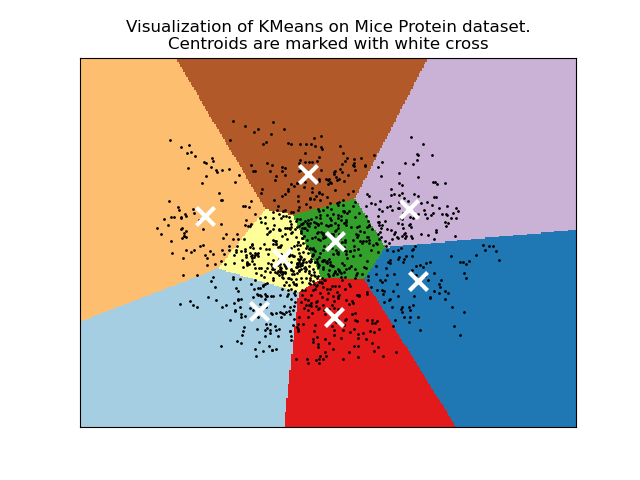 Visualization of KMeans on Mice Protein dataset.
Centroids are marked with white cross